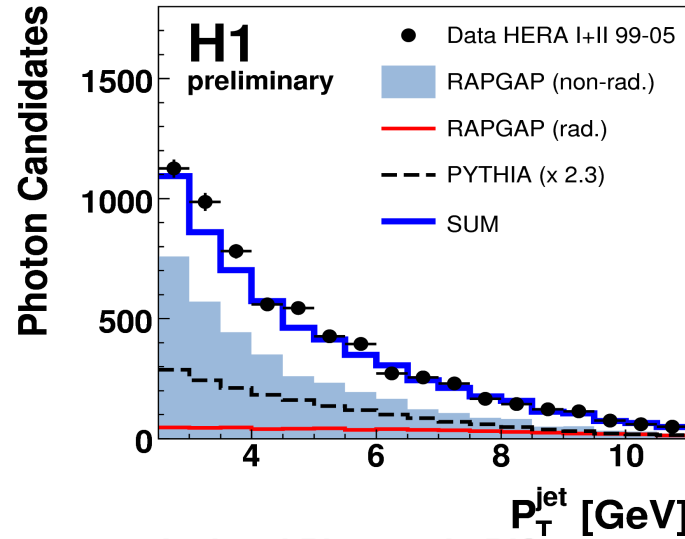 H1
preliminary
Data HERA I+II 99-05
RAPGAP (non-rad.)
RAPGAP (rad.)
PYTHIA (x 2.3)
SUM
Photon Candidates
1500
1000
500
0
4
6
8
10
P_T^jet [GeV]